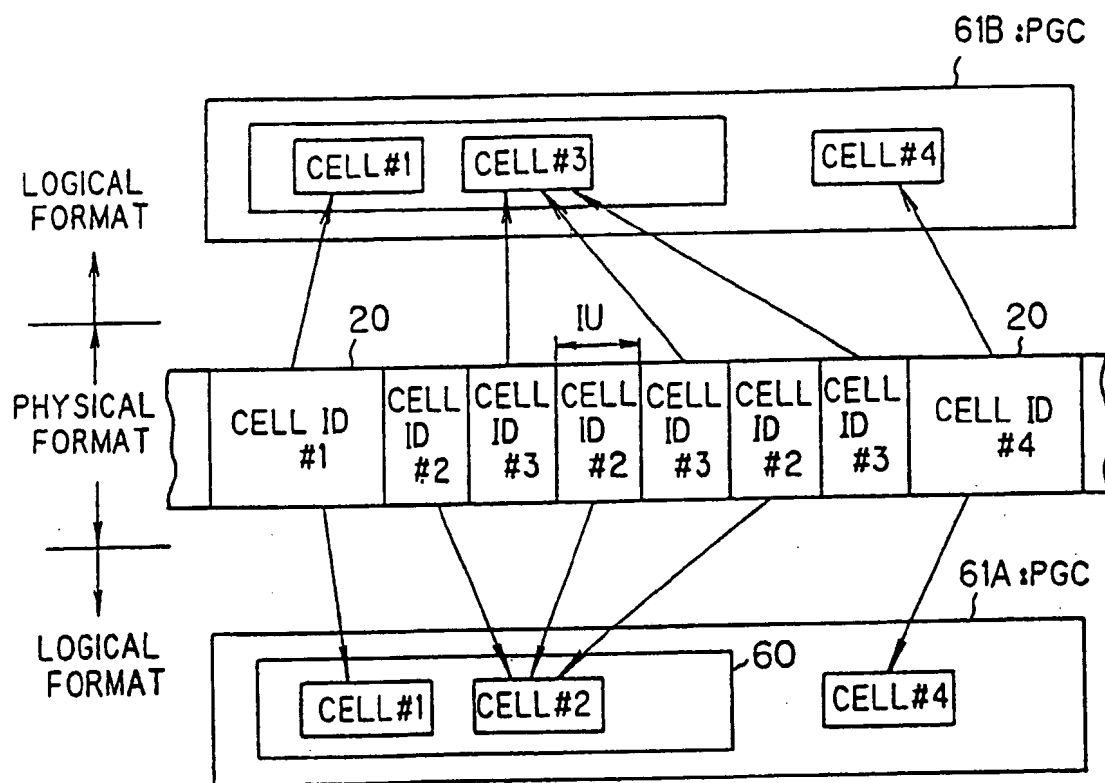 61B :PGC
CELL#1
CELL#3
CELL#4
LOGICAL
FORMAT
20
IU
20
PHYSICAL
FORMAT
CELL ID
#1
CELL
ID
#2
CELL
ID
#3
CELL
ID
#2
CELL
ID
#3
CELL
ID
#2
CELL
ID
#3
CELL ID
#4
61A :PGC
LOGICAL
FORMAT
60
CELL#1
CELL#2
CELL#4